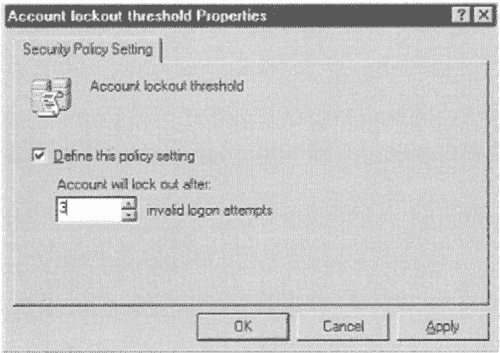 Account lockout threshold Properties
? X
Security Policy Setting
Account lockout threshold
Define this policy setting
Account will lock out after:
3 invalid logon attempts
OK Cancel Apply